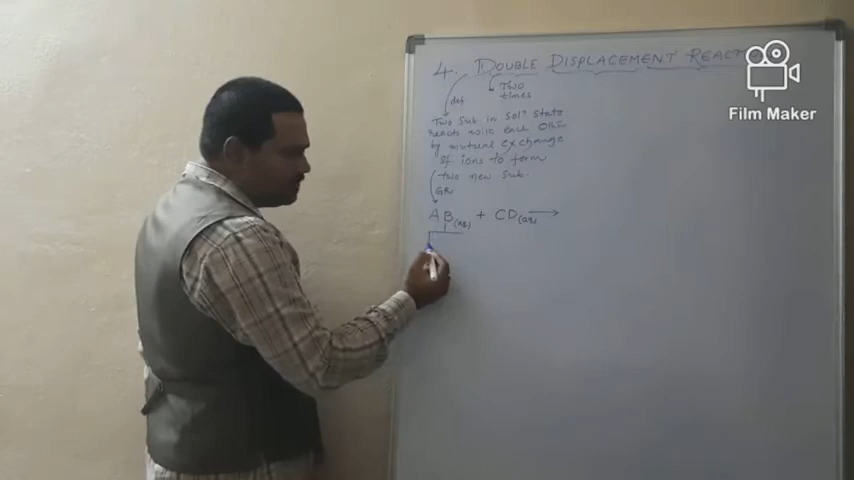 4. DOUBLE DISPLACEMENT REACT
Two
times
def
Two Sub in Solⁿ State
reacts with each Other
by mutual exchange
of ions to form
two new Sub.
GR
AB(aq) + CD(aq) →
Film Maker